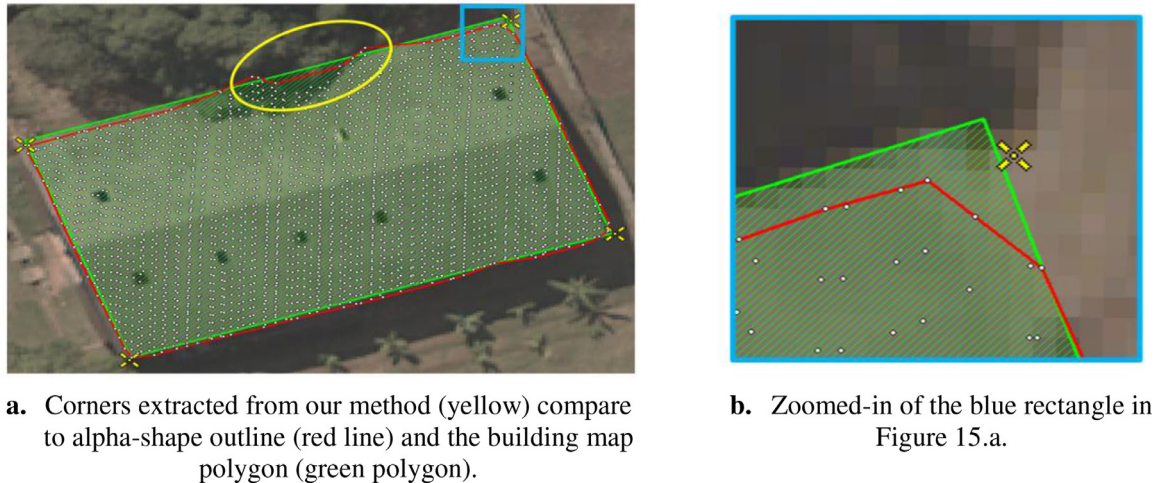 a. Corners extracted from our method (yellow) compare
to alpha-shape outline (red line) and the building map
polygon (green polygon).
b. Zoomed-in of the blue rectangle in
Figure 15.a.